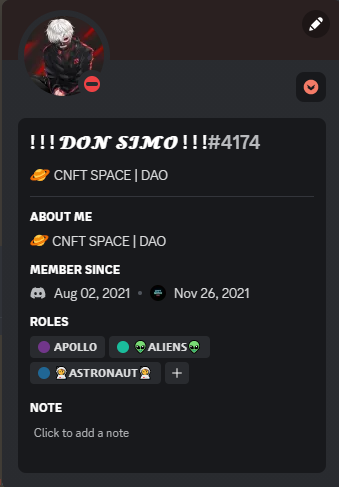 ! ! ! 𝓓𝓞𝓝 𝓢𝓘𝓜𝓞 ! ! !#4174
🪐 CNFT SPACE | DAO
ABOUT ME
🪐 CNFT SPACE | DAO
MEMBER SINCE
Aug 02, 2021 • Nov 26, 2021
ROLES
APOLLO 👽ALIENS👽
🧑‍🚀ASTRONAUT🧑‍🚀 +
NOTE
Click to add a note